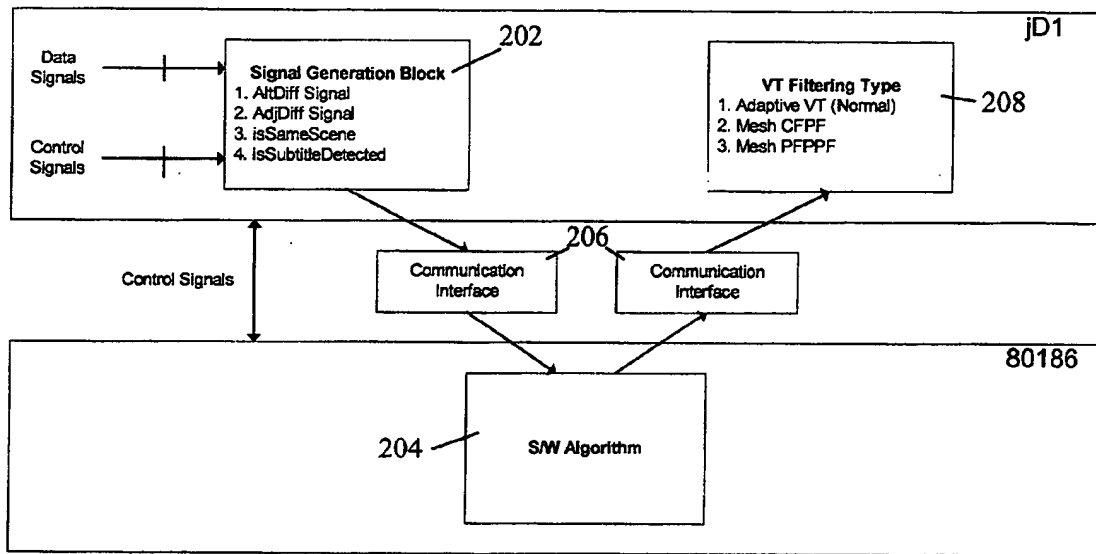 jD1
202
Data
Signals
Control
Signals
Signal Generation Block
1. AltDiff Signal
2. AdjDiff Signal
3. isSameScene
4. isSubtitleDetected
VT Filtering Type
1. Adaptive VT (Normal)
2. Mesh CFPF
3. Mesh PFPPF
208
Control Signals
206
Communication
Interface
Communication
Interface
80186
204
S/W Algorithm